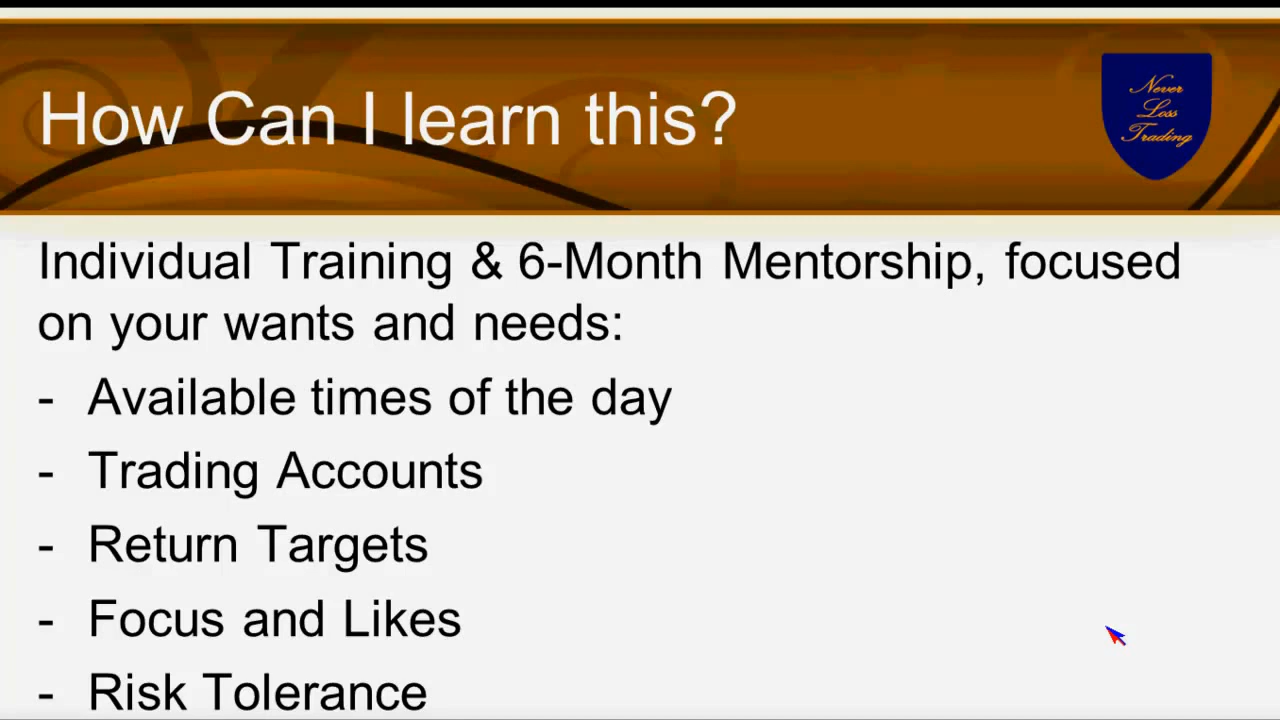 How Can I learn this?
Never
Loss
Trading
Individual Training & 6-Month Mentorship, focused
on your wants and needs:
- Available times of the day
- Trading Accounts
- Return Targets
- Focus and Likes
- Risk Tolerance